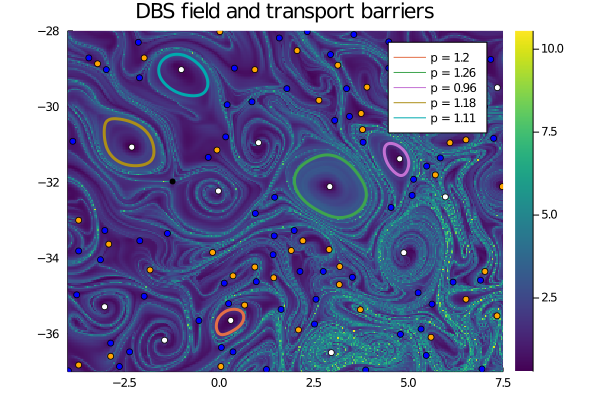 DBS field and transport barriers
−28
−30
−32
−34
−36
−2.5
0.0
2.5
5.0
7.5
p = 1.2
p = 1.26
p = 0.96
p = 1.18
p = 1.11
10.0
7.5
5.0
2.5